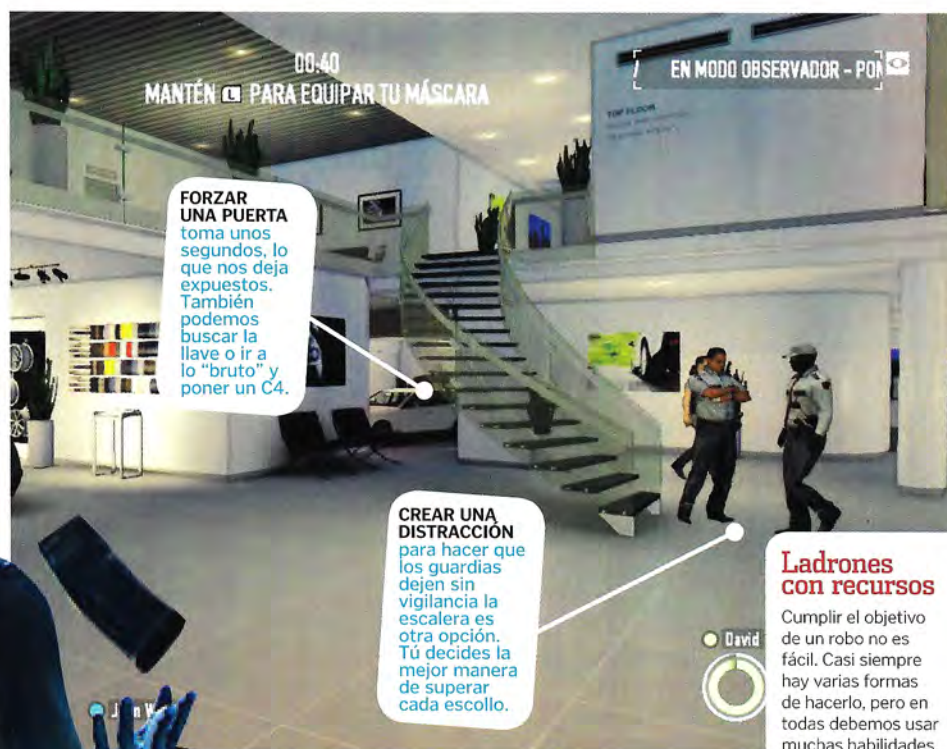 00:40
MANTÉN L PARA EQUIPAR TU MÁSCARA
EN MODO OBSERVADOR - PON
TOP FLOOR
FORZAR
UNA PUERTA
toma unos
segundos, lo
que nos deja
expuestos.
También
podemos
buscar la
llave o ir a
lo "bruto" y
poner un C4.
CREAR UNA
DISTRACCIÓN
para hacer que
los guardias
dejen sin
vigilancia la
escalera es
otra opción.
Tú decides la
mejor manera
de superar
cada escollo.
David
Ladrones
con recursos
Cumplir el objetivo
de un robo no es
fácil. Casi siempre
hay varias formas
de hacerlo, pero en
todas debemos usar
muchas habilidades